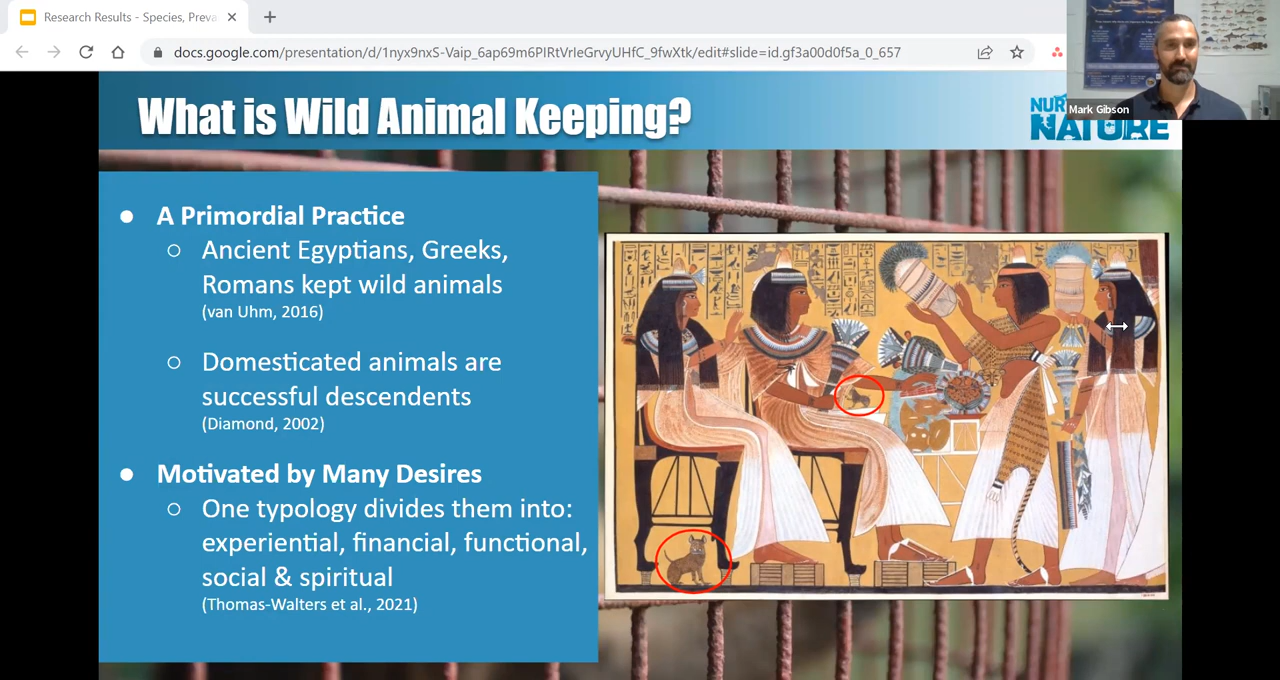 Research Results - Species, Preva
docs.google.com/presentation/d/1nyx9nxS-Vaip_6ap69m6PIRtVrIeGrvyUHfC_9fwXtk/edit#slide=id.gf3a00d0f5a_0_657
Mark Gibson
What is Wild Animal Keeping?
NATURE
● A Primordial Practice
○ Ancient Egyptians, Greeks,
Romans kept wild animals
(van Uhm, 2016)
○ Domesticated animals are
successful descendents
(Diamond, 2002)
● Motivated by Many Desires
○ One typology divides them into:
experiential, financial, functional,
social & spiritual
(Thomas-Walters et al., 2021)